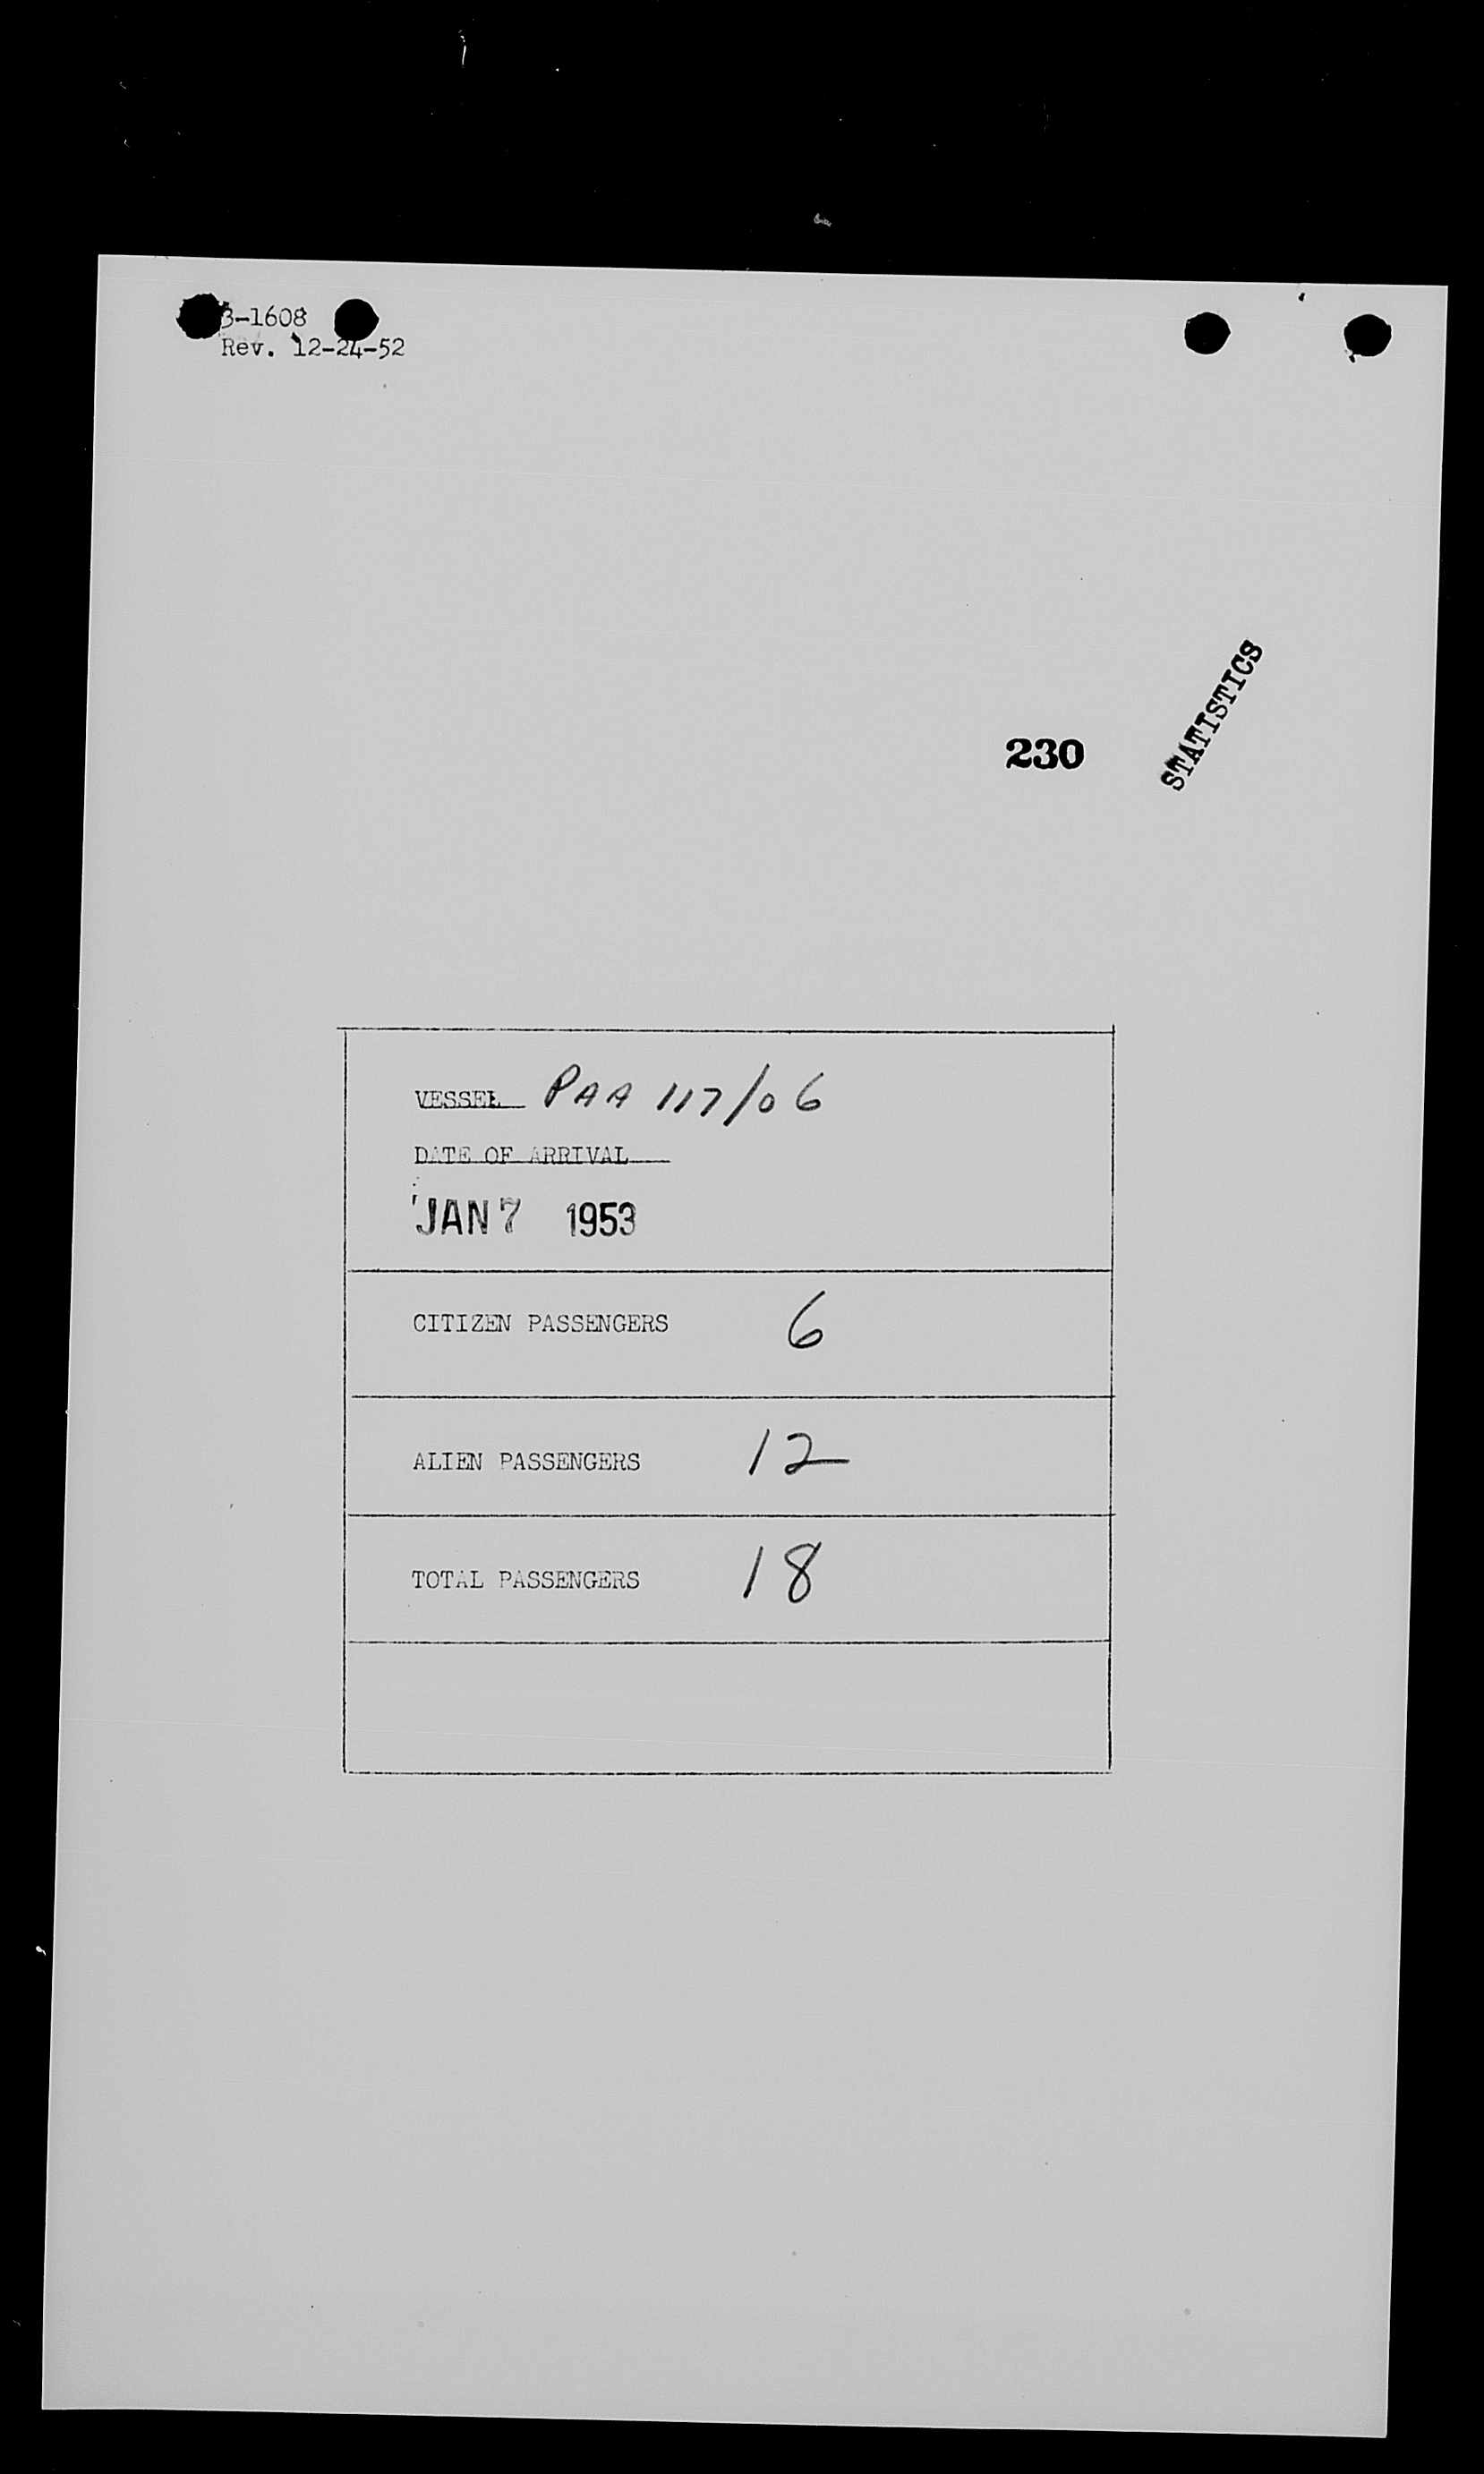 3-1608
Rev. 12-24-52
STATISTICS
230
VESSEL PAA 117/06
DATE OF ARRIVAL
JAN 7 1953
CITIZEN PASSENGERS 6
ALIEN PASSENGERS 12
TOTAL PASSENGERS 18